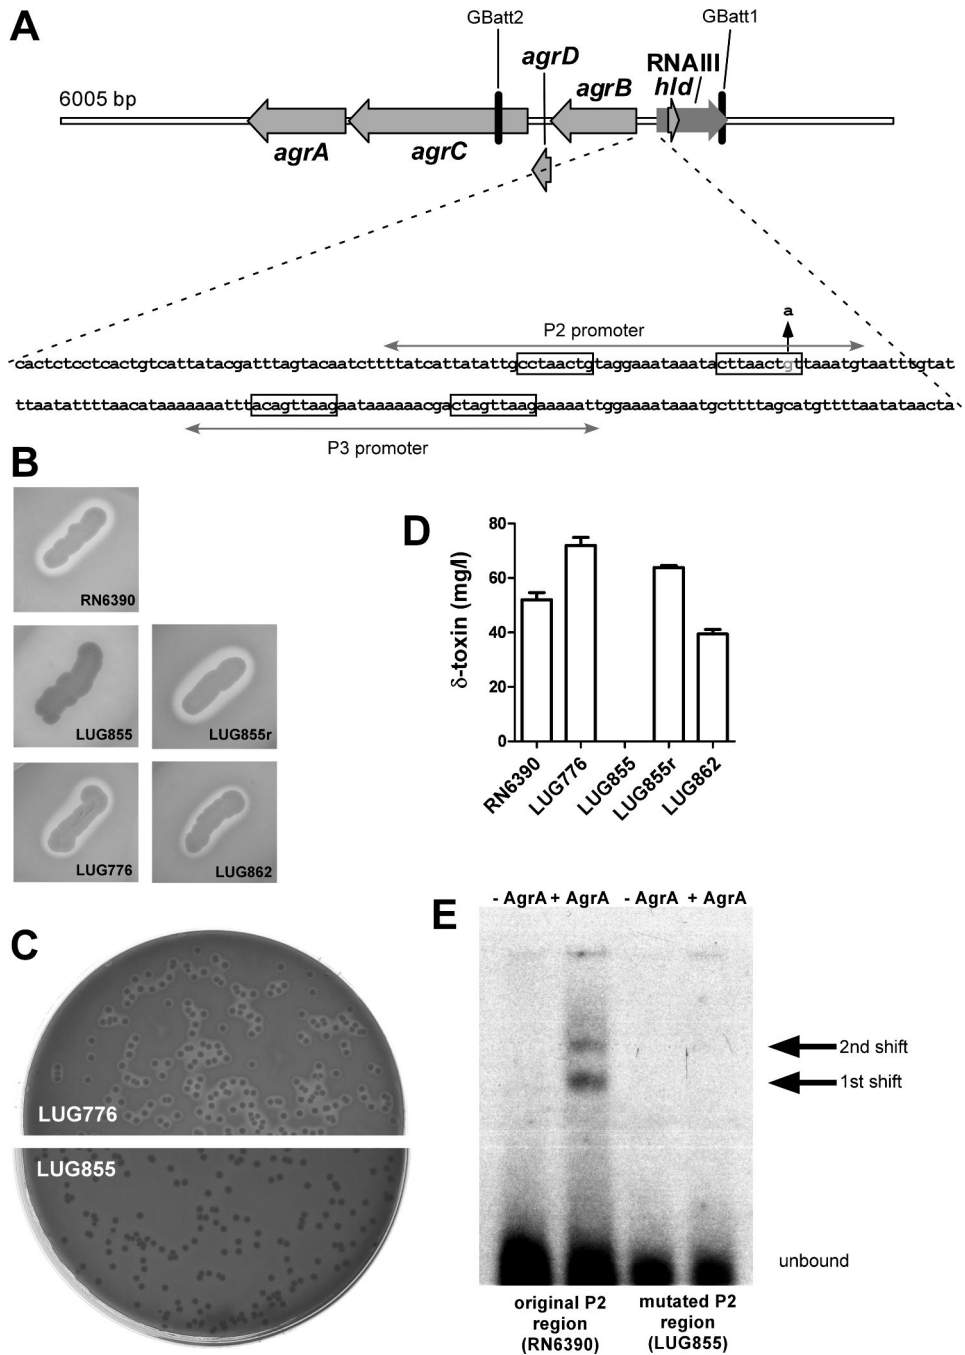 A
GBatt2
GBatt1
agrD
RNAIII
hld
agrB
6005 bp
agrA
agrC
a
P2 promoter
cactctcctcactgtcattatacgatttagtacaatcttttatcattatattgcctaactgtaggaaataaatacttaactgttaaatgtaatttgtat
ttaatattttaacataaaaaaatttacagttaagaataaaaaacgactagttaagaaaaattggaaaataaatgcttttagcatgttttaatataacta
P3 promoter
B
RN6390
LUG855
LUG855r
LUG776
LUG862
D
δ-toxin (mg/l)
80
60
40
20
0
RN6390
LUG776
LUG855
LUG855r
LUG862
C
LUG776
LUG855
E
- AgrA + AgrA - AgrA + AgrA
2nd shift
1st shift
unbound
original P2 region (RN6390)
mutated P2 region (LUG855)